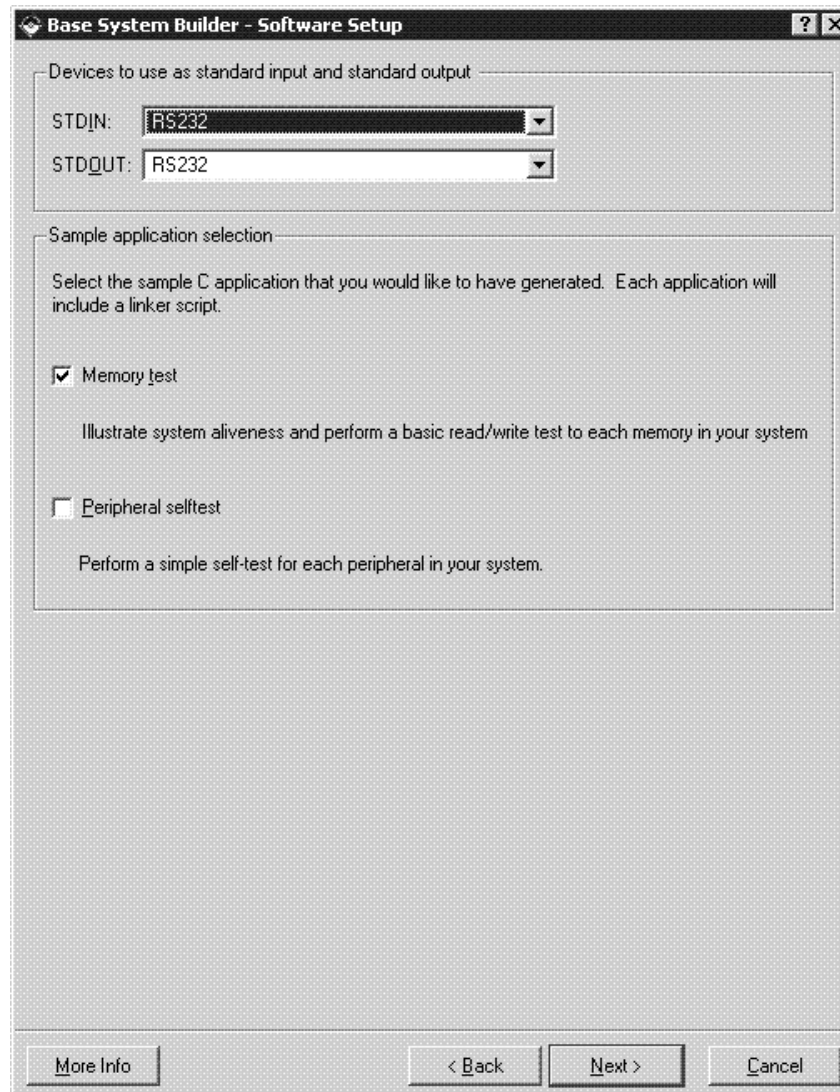 Base System Builder - Software Setup
Devices to use as standard input and standard output
STDIN: RS232
STDOUT: RS232
Sample application selection
Select the sample C application that you would like to have generated. Each application will
include a linker script.
Memory test
Illustrate system aliveness and perform a basic read/write test to each memory in your system
Peripheral selftest
Perform a simple self-test for each peripheral in your system.
More Info < Back Next > Cancel